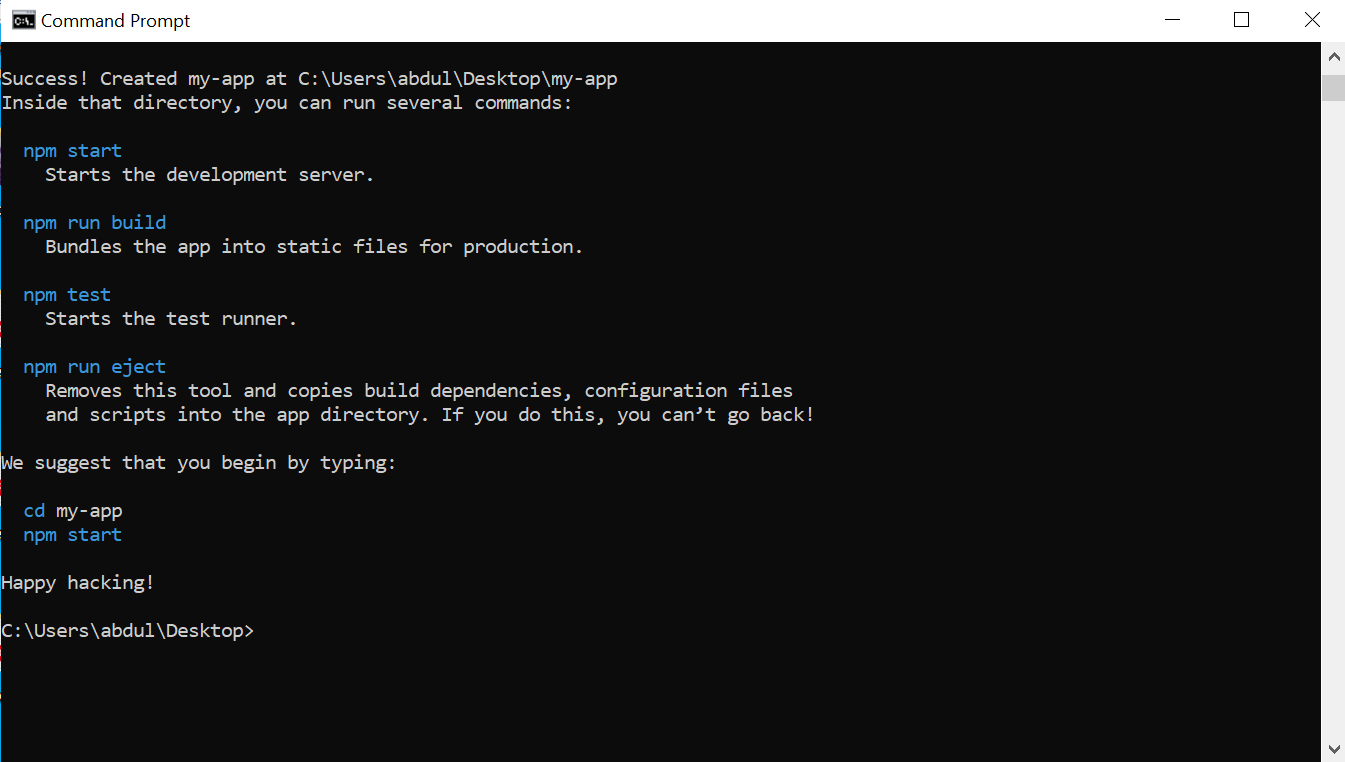 Command Prompt
Success! Created my-app at C:\Users\abdul\Desktop\my-app
Inside that directory, you can run several commands:
npm start
Starts the development server.
npm run build
Bundles the app into static files for production.
npm test
Starts the test runner.
npm run eject
Removes this tool and copies build dependencies, configuration files
and scripts into the app directory. If you do this, you can’t go back!
We suggest that you begin by typing:
cd my-app
npm start
Happy hacking!
C:\Users\abdul\Desktop>